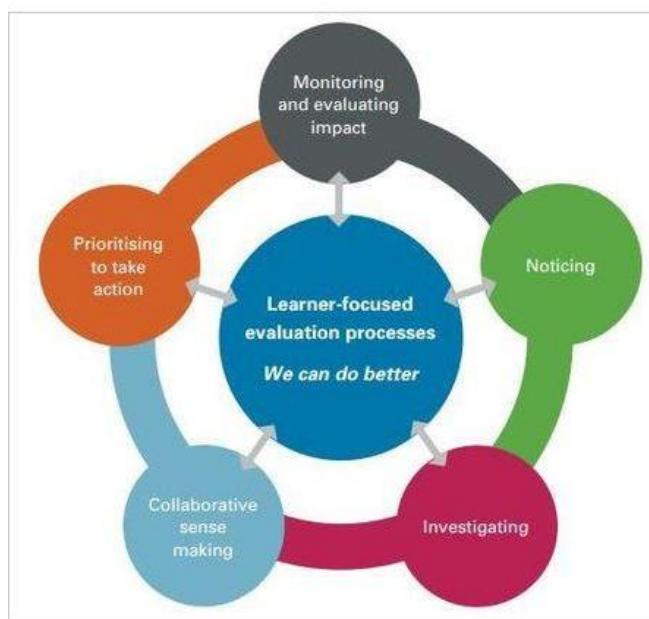 Monitoring
and evaluating
impact
Prioritising
to take
action
Noticing
Learner-focused
evaluation processes
We can do better
Collaborative
sense
making
Investigating